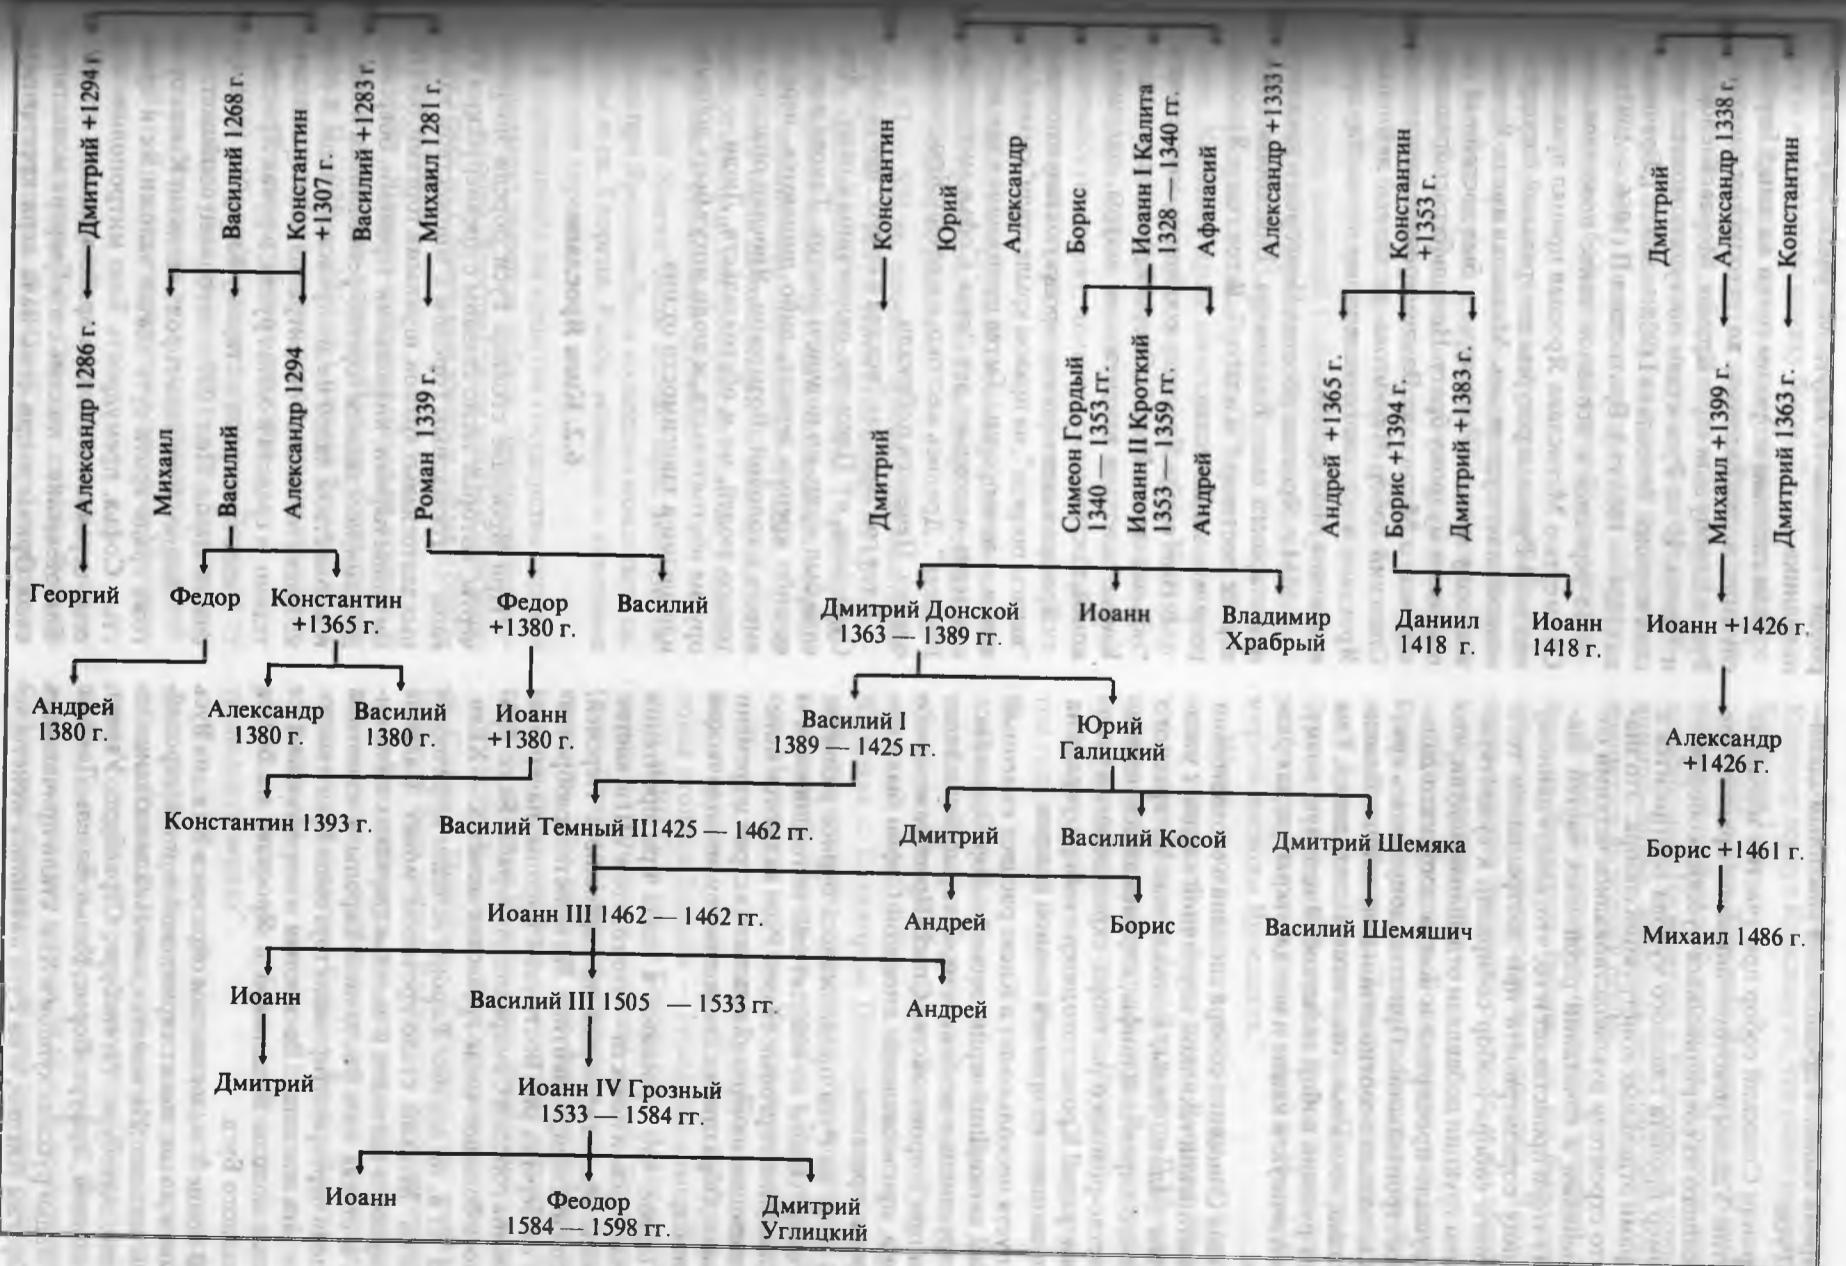 Дмитрий +1294 г.
Василий 1268 г.
Константин
+1307 г.
Василий +1283 г.
Михаил 1281 г.
Константин
Юрий
Александр
Борис
Иоанн I Калита
1328 — 1340 гг.
Афанасий
Александр +1333 г
Константин
+1353 г.
Дмитрий
Александр 1338 г.
Константин
Александр 1286 г.
Михаил
Василий
Александр 1294
Роман 1339 г.
Дмитрий
Симеон Гордый
1340 — 1353 гг.
Иоанн II Кроткий
1353 — 1359 гг.
Андрей
Андрей +1365 г.
Борис +1394 г.
Дмитрий +1383 г.
Михаил +1399 г.
Дмитрий 1363 г.
Георгий
Федор
Константин
+1365 г.
Федор
+1380 г.
Василий
Дмитрий Донской
1363 — 1389 гг.
Иоанн
Владимир
Храбрый
Даниил
1418 г.
Иоанн
1418 г.
Иоанн +1426 г.
Андрей
1380 г.
Александр
1380 г.
Василий
1380 г.
Иоанн
+1380 г.
Василий I
1389 — 1425 гг.
Юрий
Галицкий
Александр
+1426 г.
Константин 1393 г.
Василий Темный II1425 — 1462 гг.
Дмитрий
Василий Косой
Дмитрий Шемяка
Борис +1461 г.
Иоанн III 1462 — 1462 гг.
Андрей
Борис
Василий Шемяшич
Михаил 1486 г.
Иоанн
Василий III 1505 — 1533 гг.
Андрей
Дмитрий
Иоанн IV Грозный
1533 — 1584 гг.
Иоанн
Феодор
1584 — 1598 гг.
Дмитрий
Углицкий